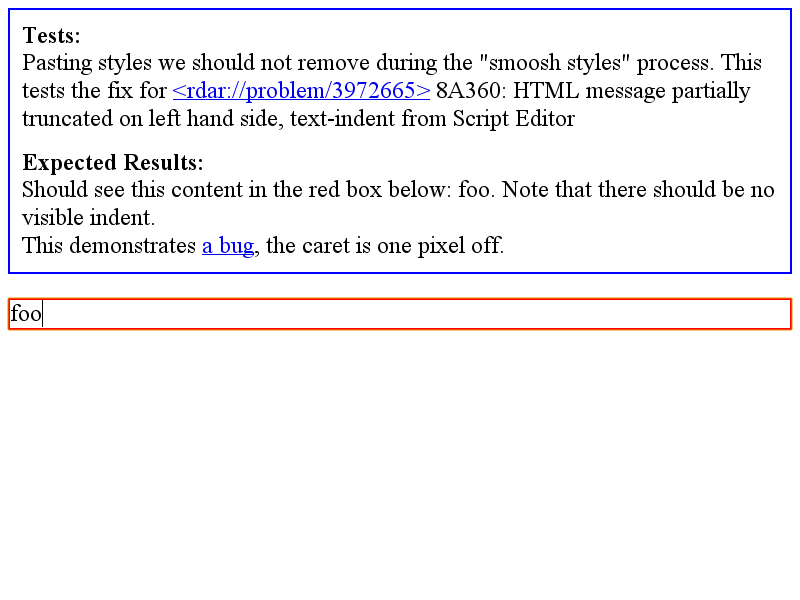 Tests:
Pasting styles we should not remove during the "smoosh styles" process. This
tests the fix for <rdar://problem/3972665> 8A360: HTML message partially
truncated on left hand side, text-indent from Script Editor
Expected Results:
Should see this content in the red box below: foo. Note that there should be no
visible indent.
This demonstrates a bug, the caret is one pixel off.
foo